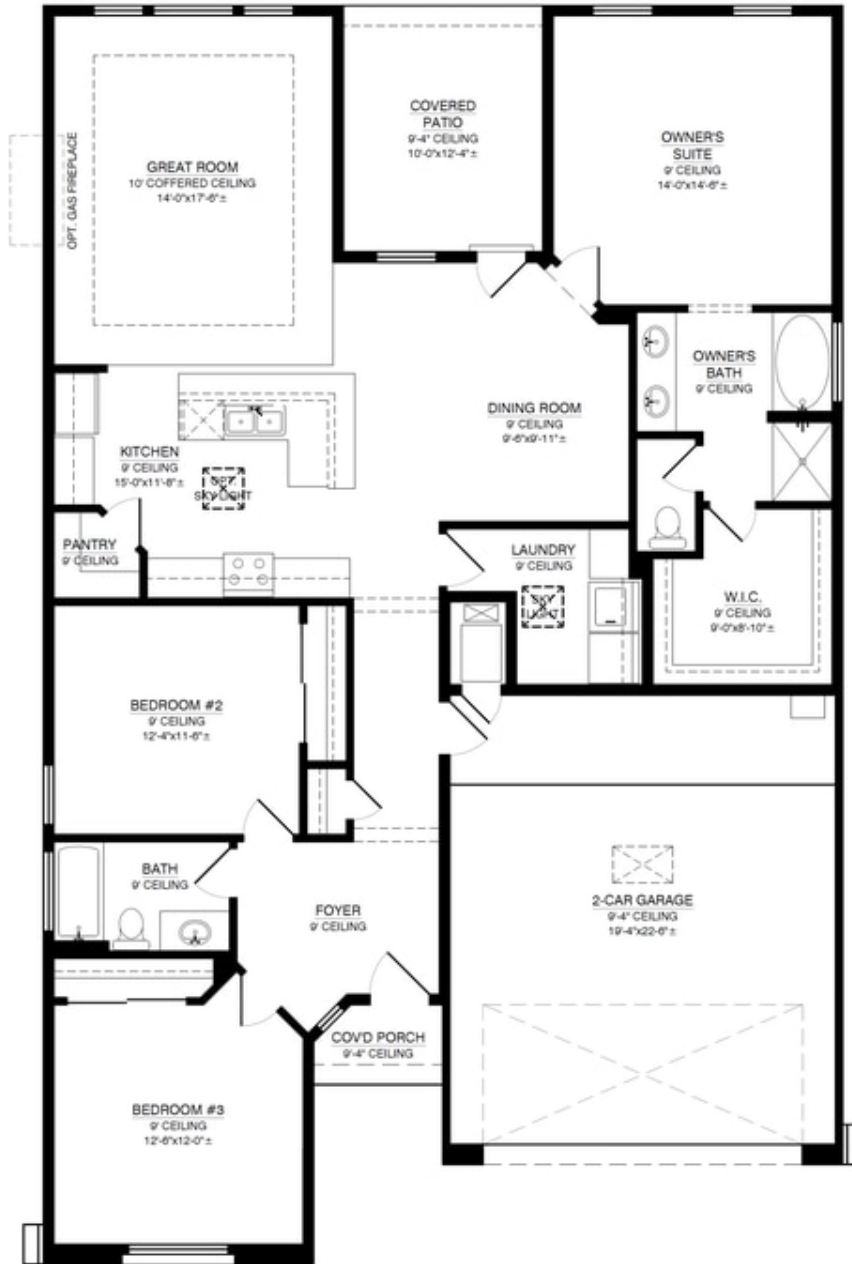 GREAT ROOM
10' COFFERED CEILING
14'-0"x17'-6"±
OPT. GAS FIREPLACE
COVERED
PATIO
9'-4" CEILING
10'-0"x12'-4"±
OWNER'S
SUITE
9' CEILING
14'-0"x14'-6"±
OWNER'S
BATH
9' CEILING
DINING ROOM
9' CEILING
9'-6"x9'-11"±
KITCHEN
9' CEILING
15'-0"x11'-8"±
OPT.
SKYLIGHT
PANTRY
9' CEILING
LAUNDRY
9' CEILING
SKY
LIGHT
W.I.C.
9' CEILING
9'-0"x8'-10"±
BEDROOM #2
9' CEILING
12'-4"x11'-6"±
BATH
9' CEILING
FOYER
9' CEILING
2-CAR GARAGE
9'-4" CEILING
19'-4"x22'-6"±
COV'D PORCH
9'-4" CEILING
BEDROOM #3
9' CEILING
12'-6"x12'-0"±